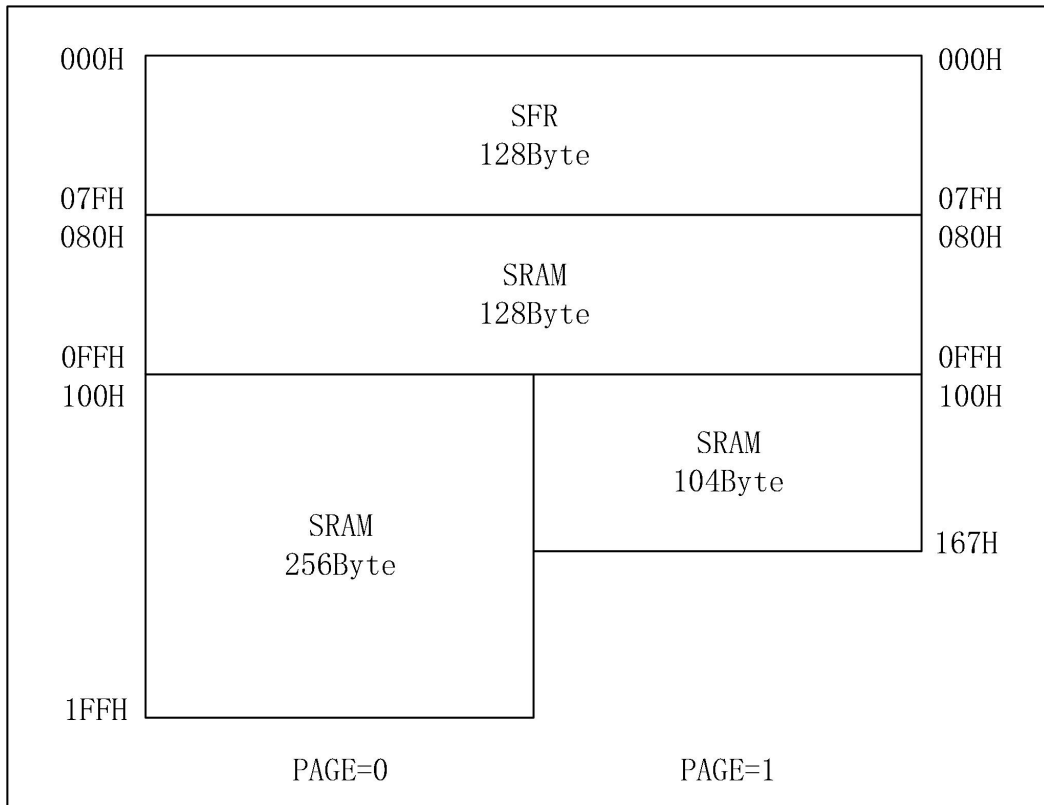 000H
000H
SFR
128Byte
07FH
07FH
080H
080H
SRAM
128Byte
0FFH
0FFH
100H
100H
SRAM
104Byte
SRAM
256Byte
167H
1FFH
PAGE=0
PAGE=1